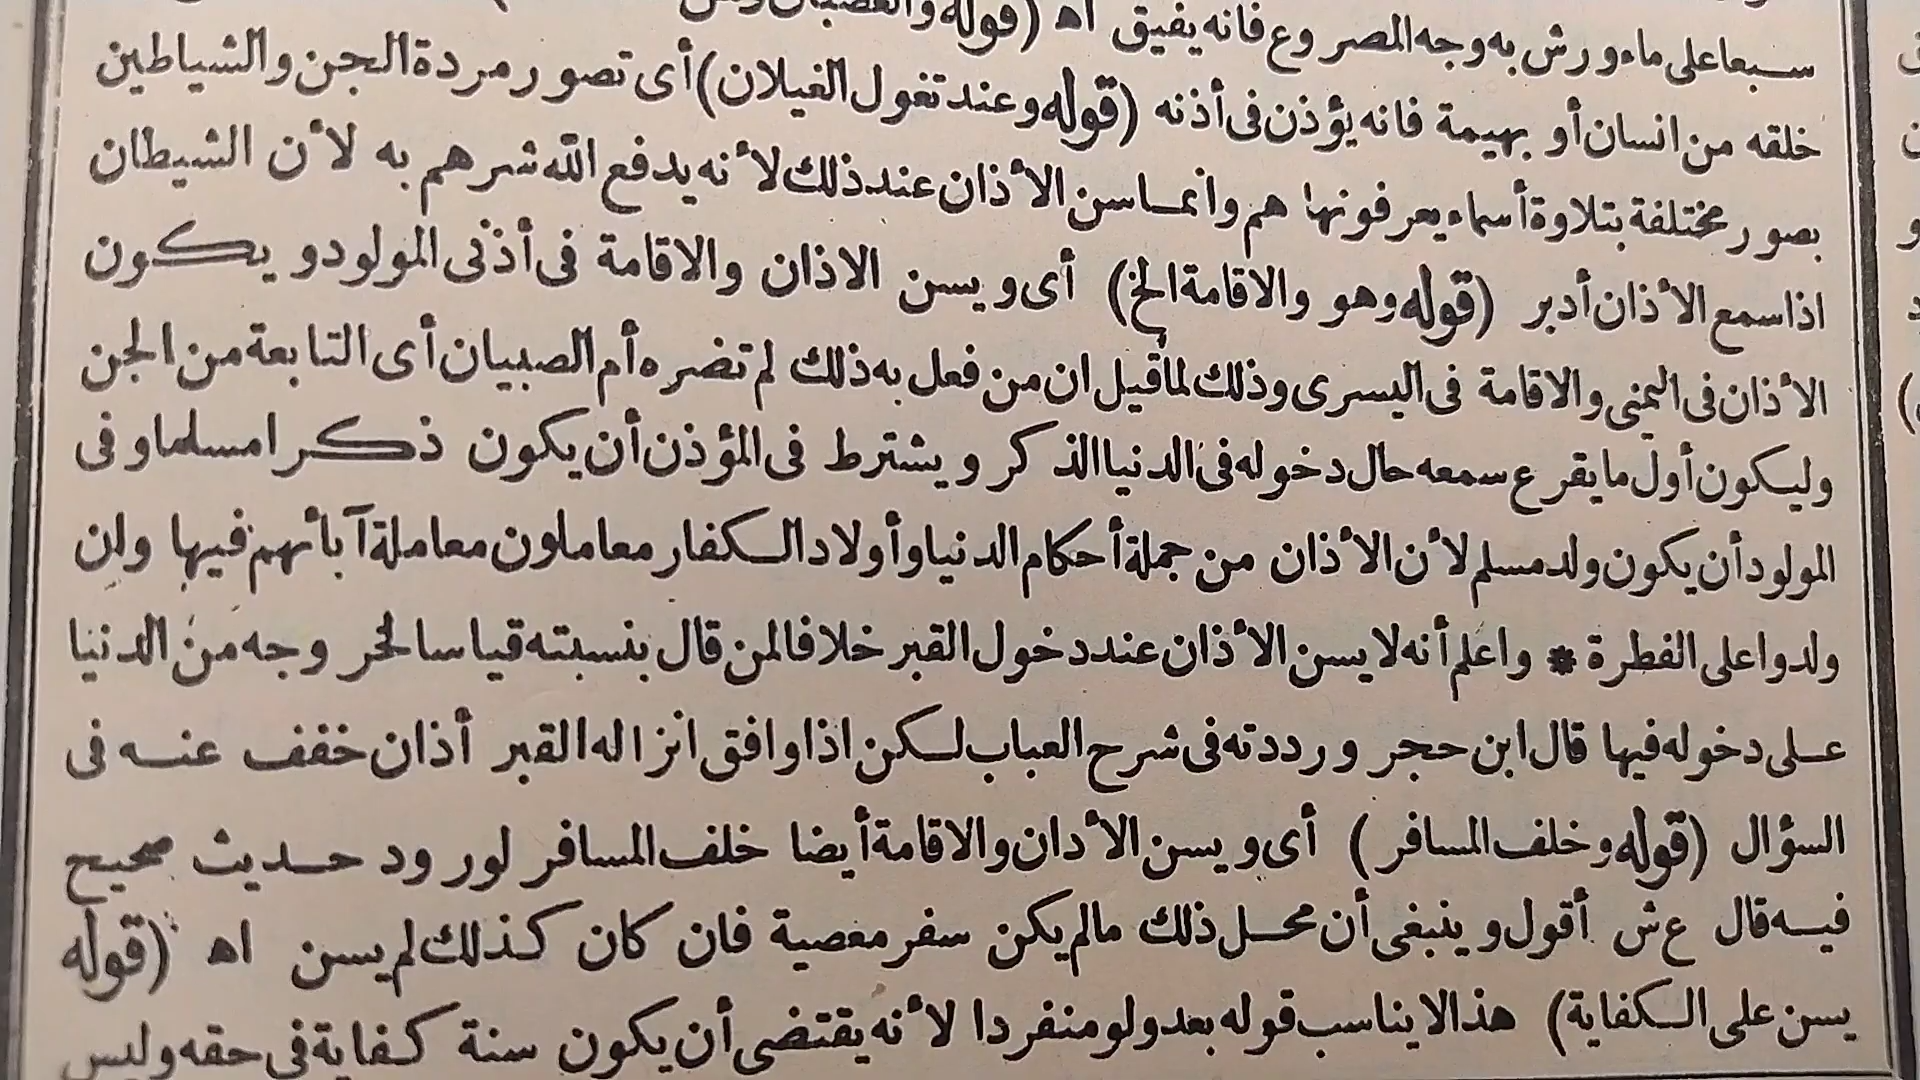 سبعا على ماء ورش به وجه المصروع فانه يفيق اه (قوله
خلقه من انسان أو بهيمة فانه يؤذن فى أذنه (قوله وعند تغول الغيلان) أى تصور مردة الجن والشياطين
بصور مختلفة بتلاوة أسماء يعرفونها هم وانما سن الأذان عند ذلك لأنه يدفع الله شرهم به لأن الشيطان
اذا سمع الأذان أدبر (قوله وهو والاقامة الخ) أى ويسن الاذان والاقامة فى أذنى المولود ويكون
الأذان فى اليمنى والاقامة فى اليسرى وذلك لما قيل ان من فعل به ذلك لم تضره أم الصبيان أى التابعة من الجن
وليكون أول ما يقرع سمعه حال دخوله فى الدنيا الذكر ويشترط فى المؤذن أن يكون ذكرا مسلما وفى
المولود أن يكون ولد مسلم لأن الأذان من جملة أحكام الدنيا وأولاد الكفار معاملون معاملة آبائهم فيها وإن
ولدوا على الفطرة * واعلم أنه لا يسن الأذان عند دخول القبر خلافا لمن قال بنسبته قياسا لخروجه من الدنيا
على دخوله فيها قال ابن حجر ورددته فى شرح العباب لكن اذا وافق انزاله القبر أذان خفف عنه فى
السؤال (قوله وخلف المسافر) أى ويسن الأذان والاقامة أيضا خلف المسافر لورود حديث صحيح
فيه قال ع ش أقول وينبغى أن محل ذلك مالم يكن سفر معصية فان كان كذلك لم يسن اه (قوله
يسن على الكفاية) هذا لا يناسب قوله بعد ولو منفردا لأنه يقتضى أن يكون سنة كفاية فى حقه وليس